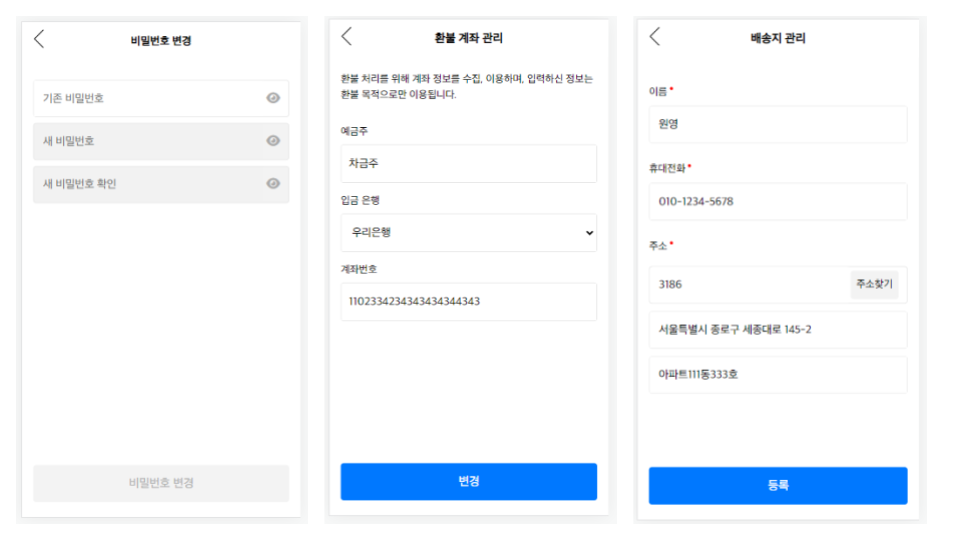 비밀번호 변경
기존 비밀번호
새 비밀번호
새 비밀번호 확인
비밀번호 변경
환불 계좌 관리
환불 처리를 위해 계좌 정보를 수집, 이용하며, 입력하신 정보는
환불 목적으로만 이용됩니다.
예금주
차금주
입금 은행
우리은행
계좌번호
1102334234343434344343
변경
배송지 관리
이름 *
원영
휴대전화 *
010-1234-5678
주소 *
3186 주소찾기
서울특별시 종로구 세종대로 145-2
아파트111동333호
등록